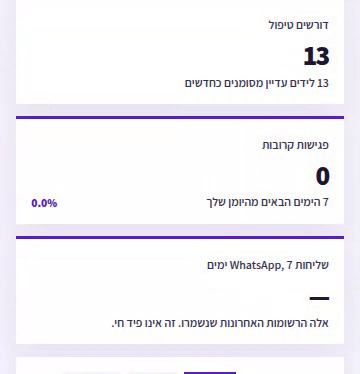 דורשים טיפול
13
13 לידים עדיין מסומנים כחדשים
פגישות קרובות
0
7 הימים הבאים מהיומן שלך
0.0%
שליחות WhatsApp, 7 ימים
—
אלה הרשומות האחרונות שנשמרו. זה אינו פיד חי.